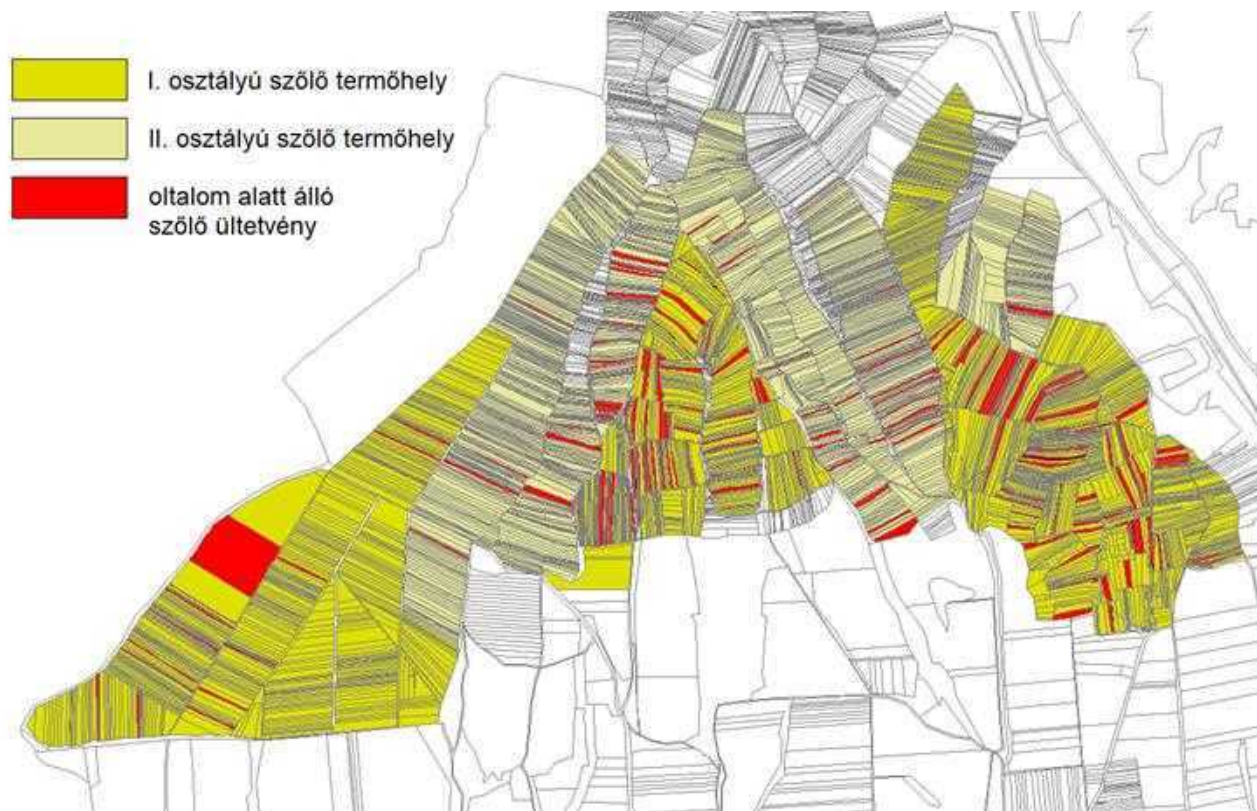 I. osztályú szőlő termőhely
II. osztályú szőlő termőhely
oltalom alatt álló
szőlő ültetvény